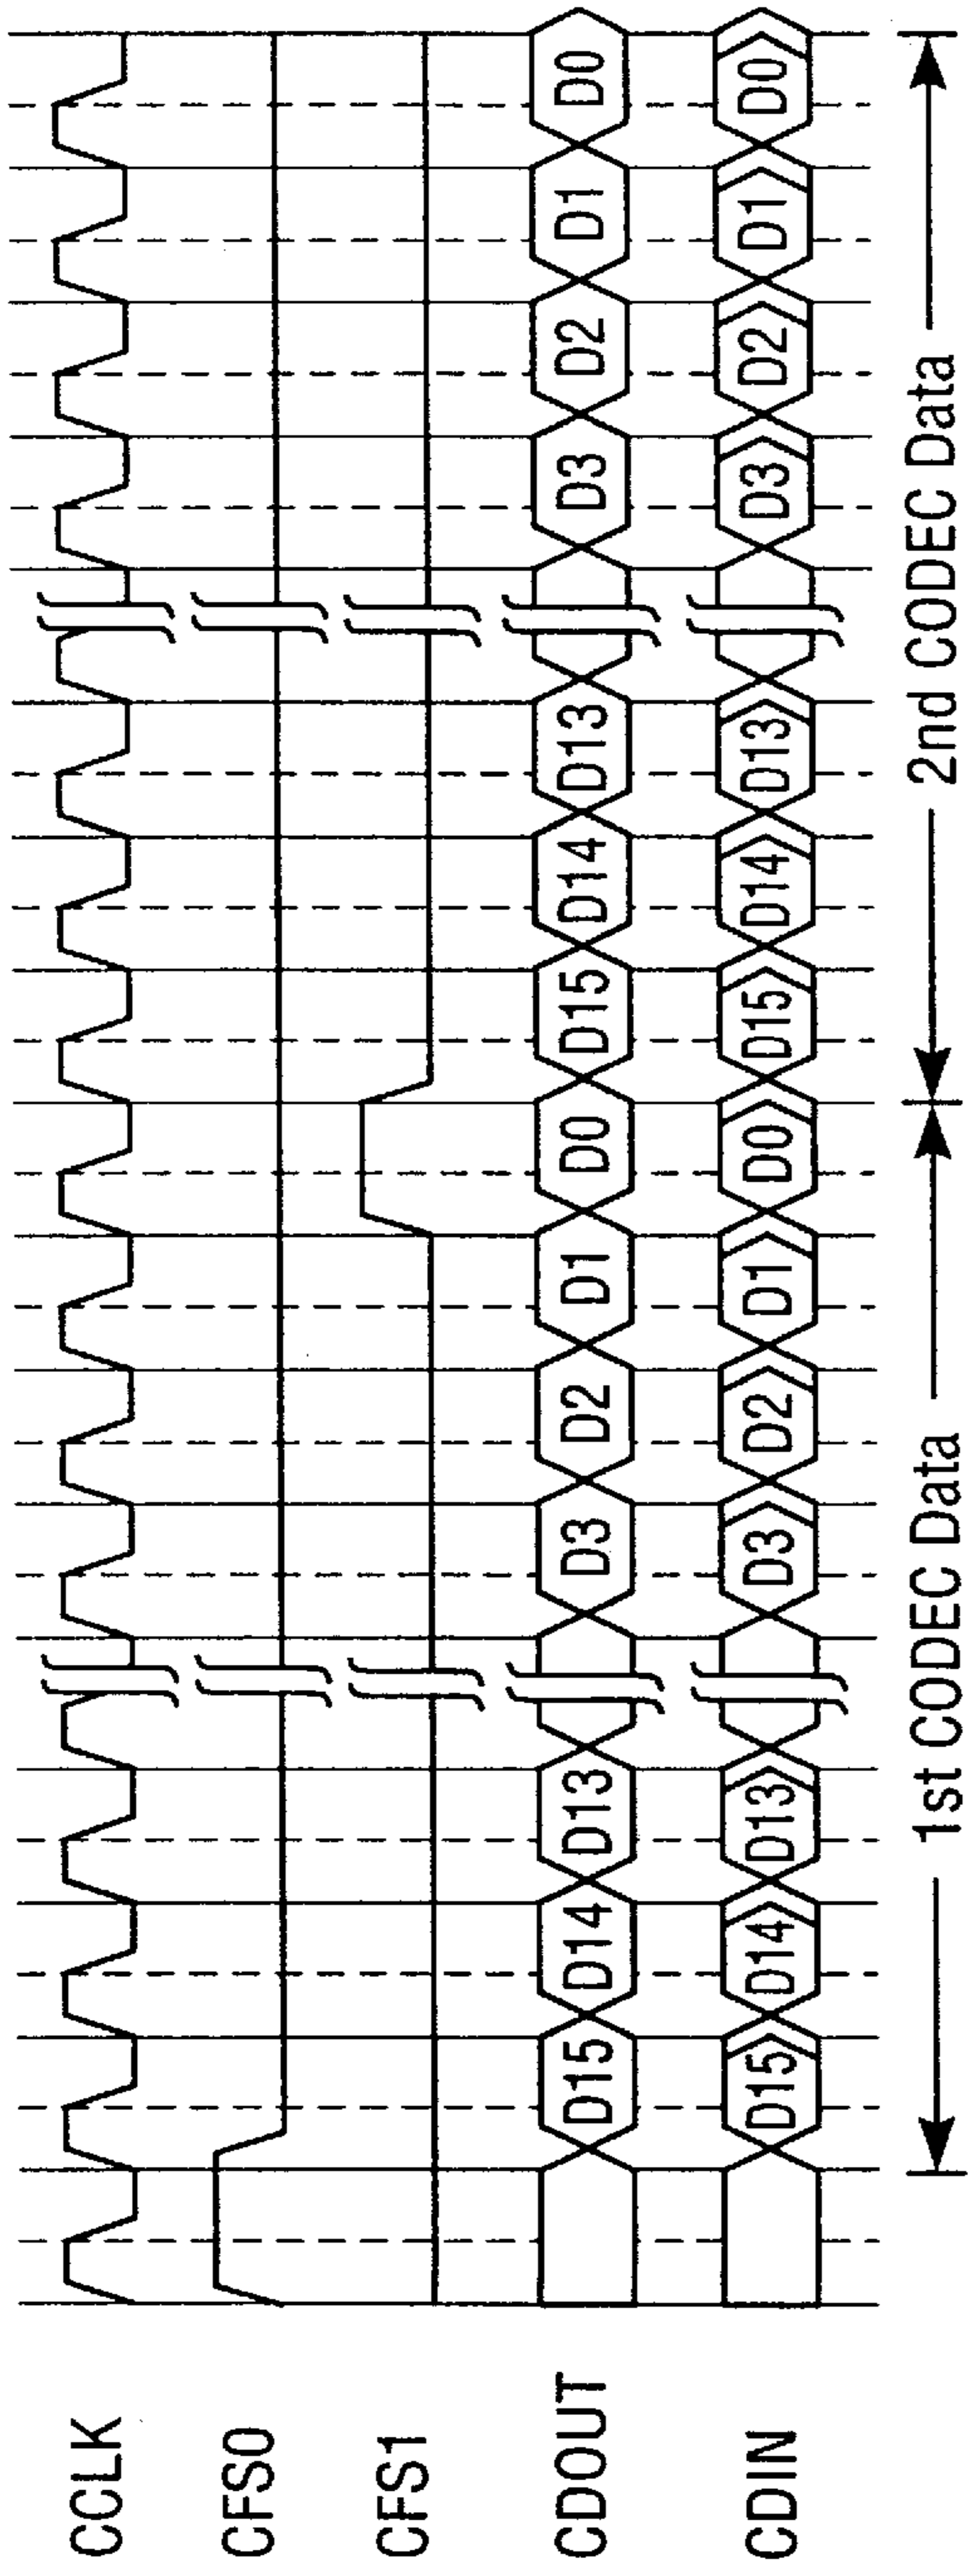 CCLK
CFS0
CFS1
CDOUT D15 D14 D13 D3 D2 D1 D0 D15 D14 D13 D3 D2 D1 D0
CDIN D15 D14 D13 D3 D2 D1 D0 D15 D14 D13 D3 D2 D1 D0
1st CODEC Data 2nd CODEC Data